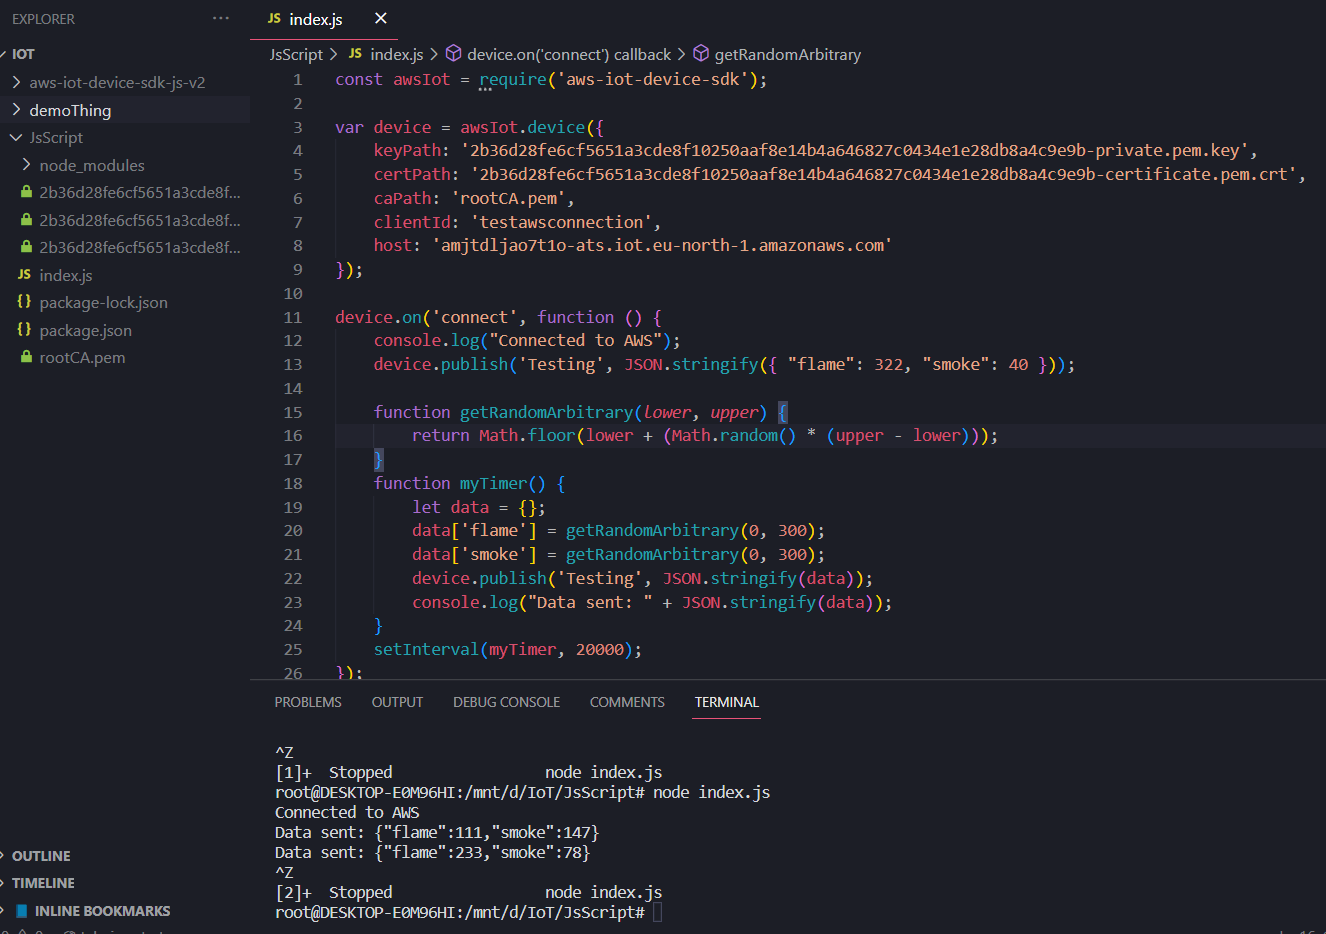 EXPLORER ...
IOT
aws-iot-device-sdk-js-v2
demoThing
JsScript
node_modules
2b36d28fe6cf5651a3cde8f...
2b36d28fe6cf5651a3cde8f...
2b36d28fe6cf5651a3cde8f...
JS index.js
{} package-lock.json
{} package.json
rootCA.pem
OUTLINE
TIMELINE
INLINE BOOKMARKS
JS index.js ×
JsScript > JS index.js > device.on('connect') callback > getRandomArbitrary
1 const awsIot = require('aws-iot-device-sdk');
2
3 var device = awsIot.device({
4 keyPath: '2b36d28fe6cf5651a3cde8f10250aaf8e14b4a646827c0434e1e28db8a4c9e9b-private.pem.key',
5 certPath: '2b36d28fe6cf5651a3cde8f10250aaf8e14b4a646827c0434e1e28db8a4c9e9b-certificate.pem.crt',
6 caPath: 'rootCA.pem',
7 clientId: 'testawsconnection',
8 host: 'amjtdljao7t1o-ats.iot.eu-north-1.amazonaws.com'
9 });
10
11 device.on('connect', function () {
12 console.log("Connected to AWS");
13 device.publish('Testing', JSON.stringify({ "flame": 322, "smoke": 40 }));
14
15 function getRandomArbitrary(lower, upper) {
16 return Math.floor(lower + (Math.random() * (upper - lower)));
17 }
18 function myTimer() {
19 let data = {};
20 data['flame'] = getRandomArbitrary(0, 300);
21 data['smoke'] = getRandomArbitrary(0, 300);
22 device.publish('Testing', JSON.stringify(data));
23 console.log("Data sent: " + JSON.stringify(data));
24 }
25 setInterval(myTimer, 20000);
26 });
PROBLEMS OUTPUT DEBUG CONSOLE COMMENTS TERMINAL
^Z
[1]+  Stopped                 node index.js
root@DESKTOP-E0M96HI:/mnt/d/IoT/JsScript# node index.js
Connected to AWS
Data sent: {"flame":111,"smoke":147}
Data sent: {"flame":233,"smoke":78}
^Z
[2]+  Stopped                 node index.js
root@DESKTOP-E0M96HI:/mnt/d/IoT/JsScript#